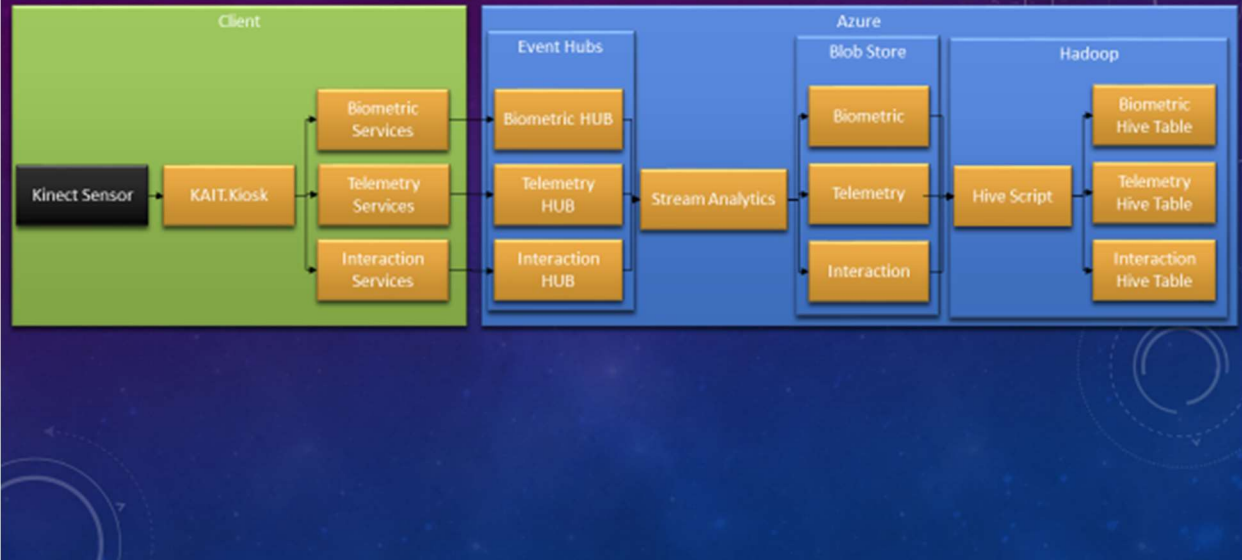 Client
Azure
Event Hubs
Blob Store
Hadoop
Kinect Sensor
KAIT.Kiosk
Biometric
Services
Telemetry
Services
Interaction
Services
Biometric HUB
Telemetry
HUB
Interaction
HUB
Stream Analytics
Biometric
Telemetry
Interaction
Hive Script
Biometric
Hive Table
Telemetry
Hive Table
Interaction
Hive Table